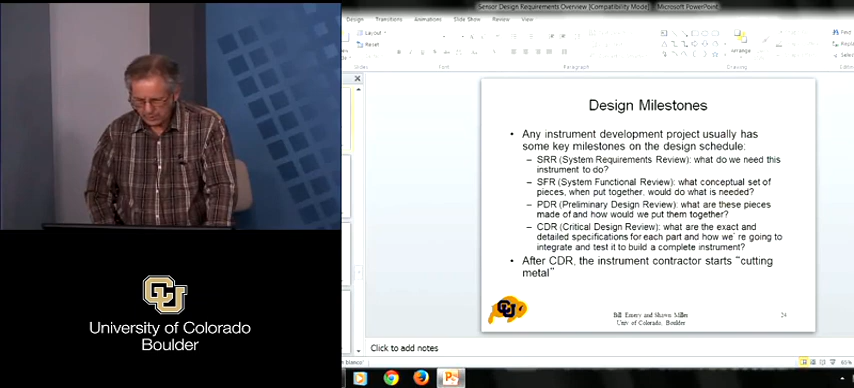 Sensor Design Requirements Overview [Compatibility Mode] - Microsoft PowerPoint
Design Transitions Animations Slide Show Review View
Layout
Reset
Slides Font Paragraph Drawing
Arrange
Find
Design Milestones
• Any instrument development project usually has
some key milestones on the design schedule:
– SRR (System Requirements Review): what do we need this
instrument to do?
– SFR (System Functional Review): what conceptual set of
pieces, when put together, would do what is needed?
– PDR (Preliminary Design Review): what are these pieces
made of and how would we put them together?
– CDR (Critical Design Review): what are the exact and
detailed specifications for each part and how we're going to
integrate and test it to build a complete instrument?
• After CDR, the instrument contractor starts "cutting
metal"
CU
Bill Emery and Shawn Miller
Univ of Colorado, Boulder
24
Click to add notes
CU
University of Colorado
Boulder